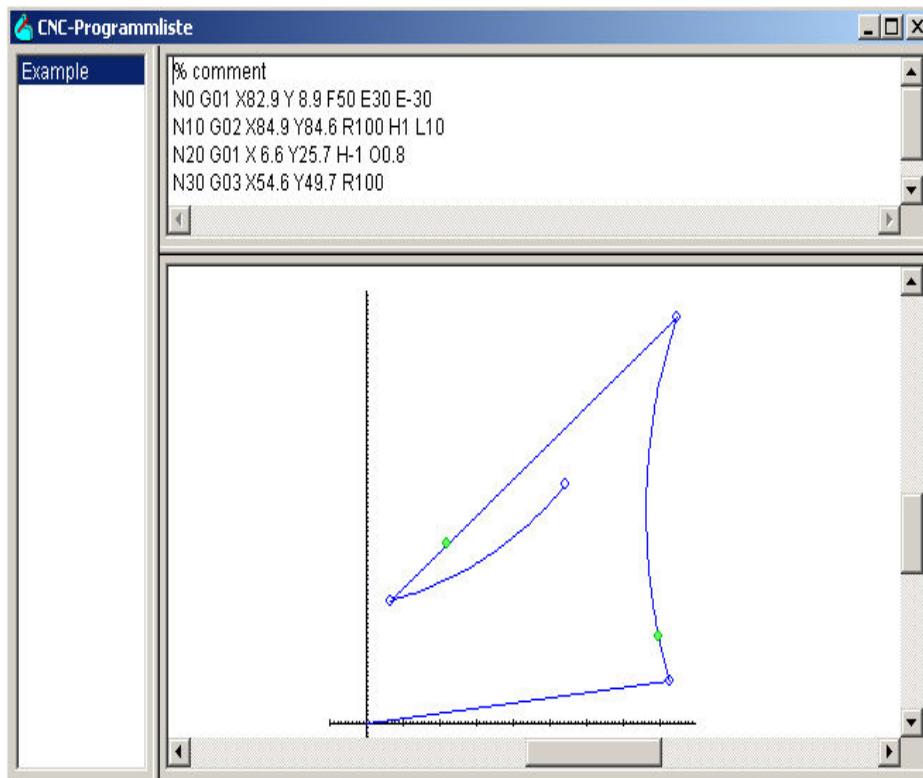 CNC-Programmliste
Example
% comment
N0 G01 X82.9 Y 8.9 F50 E30 E-30
N10 G02 X84.9 Y84.6 R100 H1 L10
N20 G01 X 6.6 Y25.7 H-1 O0.8
N30 G03 X54.6 Y49.7 R100